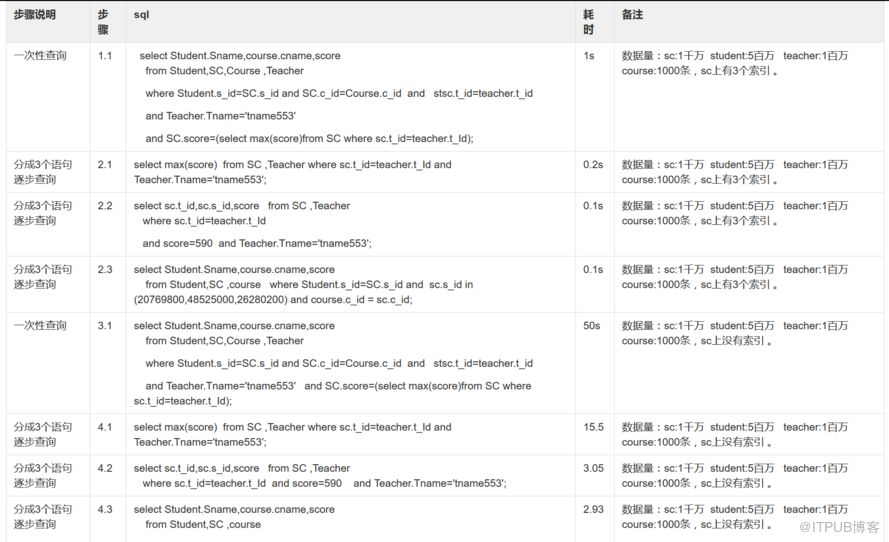 步骤说明 步骤 sql 耗时 备注
一次性查询 1.1 select Student.Sname,course.cname,score 1s 数据量：sc:1千万 student:5百万 teacher:1百万
from Student,SC,Course ,Teacher course:1000条，sc上有3个索引 。
where Student.s_id=SC.s_id and SC.c_id=Course.c_id and stsc.t_id=teacher.t_id
and Teacher.Tname='tname553'
and SC.score=(select max(score)from SC where sc.t_id=teacher.t_Id);
分成3个语句 2.1 select max(score) from SC ,Teacher where sc.t_id=teacher.t_Id and 0.2s 数据量：sc:1千万 student:5百万 teacher:1百万
逐步查询 Teacher.Tname='tname553'; course:1000条，sc上有3个索引 。
分成3个语句 2.2 select sc.t_id,sc.s_id,score from SC ,Teacher 0.1s 数据量：sc:1千万 student:5百万 teacher:1百万
逐步查询 where sc.t_id=teacher.t_Id course:1000条，sc上有3个索引 。
and score=590 and Teacher.Tname='tname553';
分成3个语句 2.3 select Student.Sname,course.cname,score 0.1s 数据量：sc:1千万 student:5百万 teacher:1百万
逐步查询 from Student,SC ,course where Student.s_id=SC.s_id and sc.s_id in course:1000条，sc上有3个索引 。
(20769800,48525000,26280200) and course.c_id = sc.c_id;
一次性查询 3.1 select Student.Sname,course.cname,score 50s 数据量：sc:1千万 student:5百万 teacher:1百万
from Student,SC,Course ,Teacher course:1000条，sc上没有索引 。
where Student.s_id=SC.s_id and SC.c_id=Course.c_id and stsc.t_id=teacher.t_id
and Teacher.Tname='tname553' and SC.score=(select max(score)from SC where
sc.t_id=teacher.t_Id);
分成3个语句 4.1 select max(score) from SC ,Teacher where sc.t_id=teacher.t_Id and 15.5 数据量：sc:1千万 student:5百万 teacher:1百万
逐步查询 Teacher.Tname='tname553'; course:1000条，sc上没有索引 。
分成3个语句 4.2 select sc.t_id,sc.s_id,score from SC ,Teacher 3.05 数据量：sc:1千万 student:5百万 teacher:1百万
逐步查询 where sc.t_id=teacher.t_Id and score=590 and Teacher.Tname='tname553'; course:1000条，sc上没有索引 。
分成3个语句 4.3 select Student.Sname,course.cname,score 2.93 数据量：sc:1千万 student:5百万 teacher:1百万
逐步查询 from Student,SC ,course course:1000条，sc上没有索引 。
@ITPUB博客